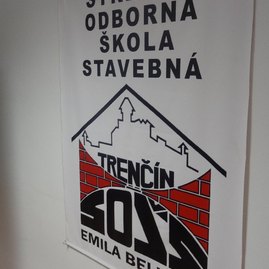 ODBORNÁ
ŠKOLA
STAVEBNÁ
TRENČÍN
SOŠS
EMILA